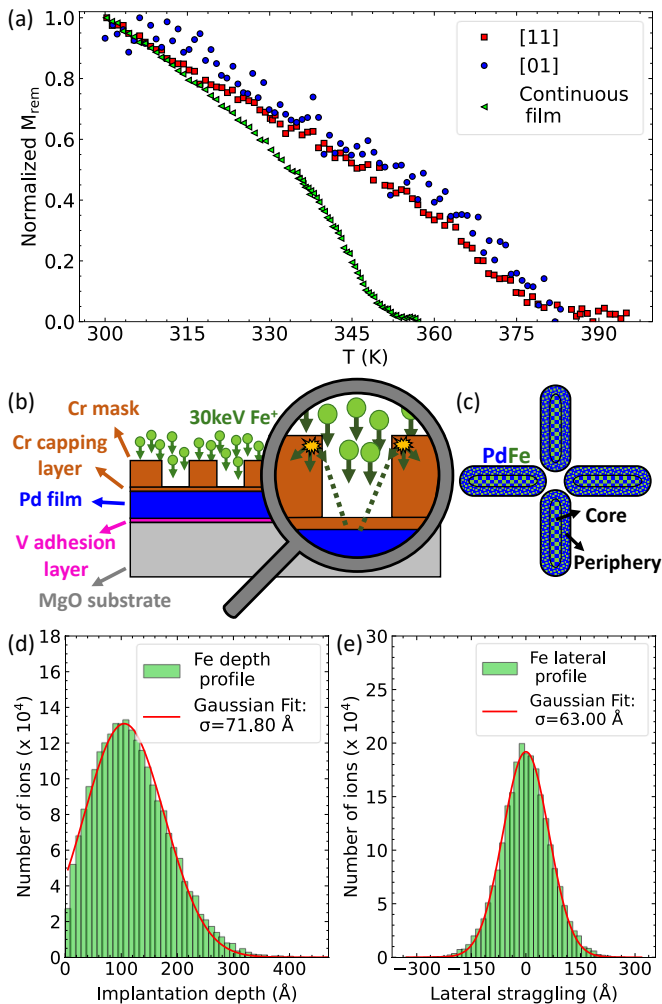 (a)
Normalized M_rem
1.0
0.8
0.6
0.4
0.2
0.0
[11]
[01]
Continuous
film
300
315
330
345
360
375
390
T (K)
(b)
Cr mask
30keV Fe⁺
Cr capping
layer
Pd film
V adhesion
layer
MgO substrate
(c)
PdFe
Core
Periphery
(d)
Number of ions (x 10⁴)
18
16
14
12
10
8
6
4
2
0
Fe depth
profile
Gaussian Fit:
σ=71.80 Å
0
100
200
300
400
Implantation depth (Å)
(e)
Number of ions (x 10⁴)
30
25
20
15
10
5
0
Fe lateral
profile
Gaussian Fit:
σ=63.00 Å
−300
−150
0
150
300
Lateral straggling (Å)